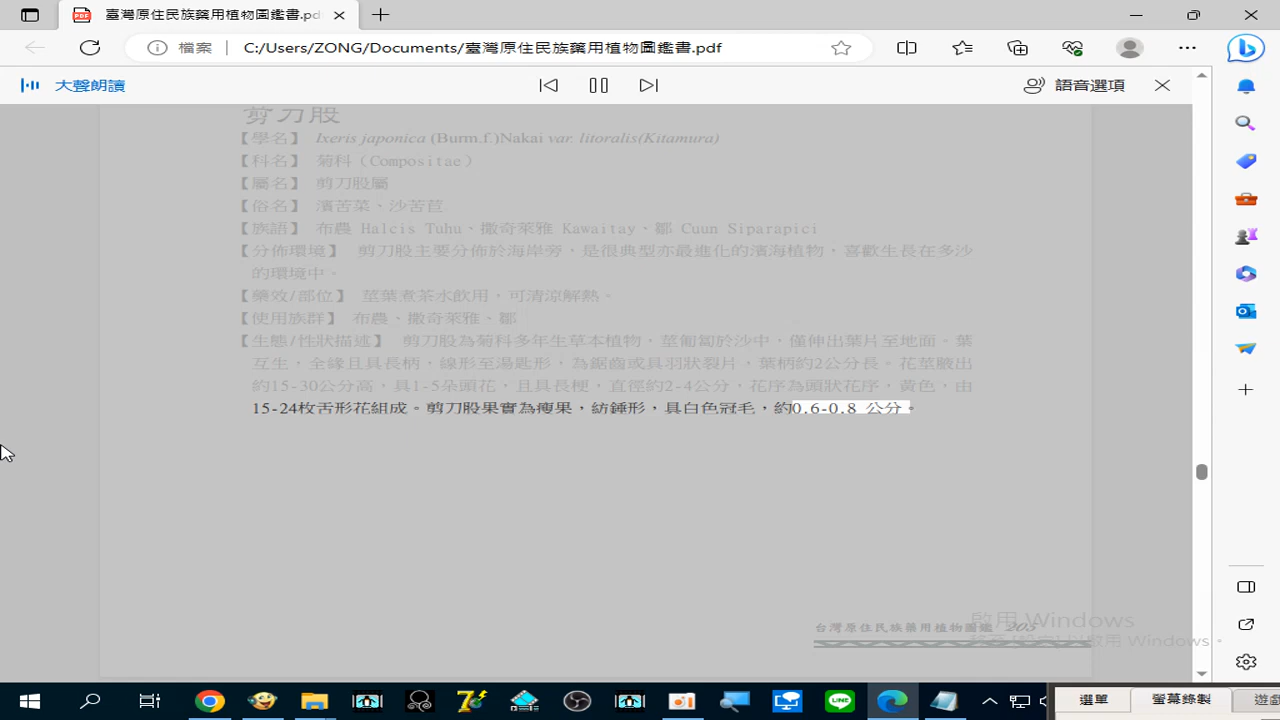 臺灣原住民族藥用植物圖鑑書.pd
檔案 C:/Users/ZONG/Documents/臺灣原住民族藥用植物圖鑑書.pdf
大聲朗讀 語音選項
剪刀股
【學名】 Ixeris japonica (Burm.f.)Nakai var. litoralis(Kitamura)
【科名】 菊科（Compositae）
【屬名】 剪刀股屬
【俗名】 濱苦菜、沙苦苣
【族語】 布農 Halcis Tuhu、撒奇萊雅 Kawaitay、鄒 Cuun Siparapici
【分佈環境】 剪刀股主要分佈於海岸旁，是很典型亦最進化的濱海植物，喜歡生長在多沙
的環境中。
【藥效/部位】 莖葉煮茶水飲用，可清涼解熱。
【使用族群】 布農、撒奇萊雅、鄒
【生態/性狀描述】 剪刀股為菊科多年生草本植物，莖匍匐於沙中，僅伸出葉片至地面。葉
互生，全緣且具長柄，線形至湯匙形，為鋸齒或具羽狀裂片，葉柄約2公分長。花莖皺出
約15-30公分高，具1-5朵頭花，且具長梗，直徑約2-4公分，花序為頭狀花序，黃色，由
15-24枚舌形花組成。剪刀股果實為瘦果，紡錘形，具白色冠毛，約0.6-0.8 公分。
台灣原住民族藥用植物圖鑑 205
啟用 Windows
移至 [設定] 以啟用 Windows。
選單 螢幕錄製 遊戲